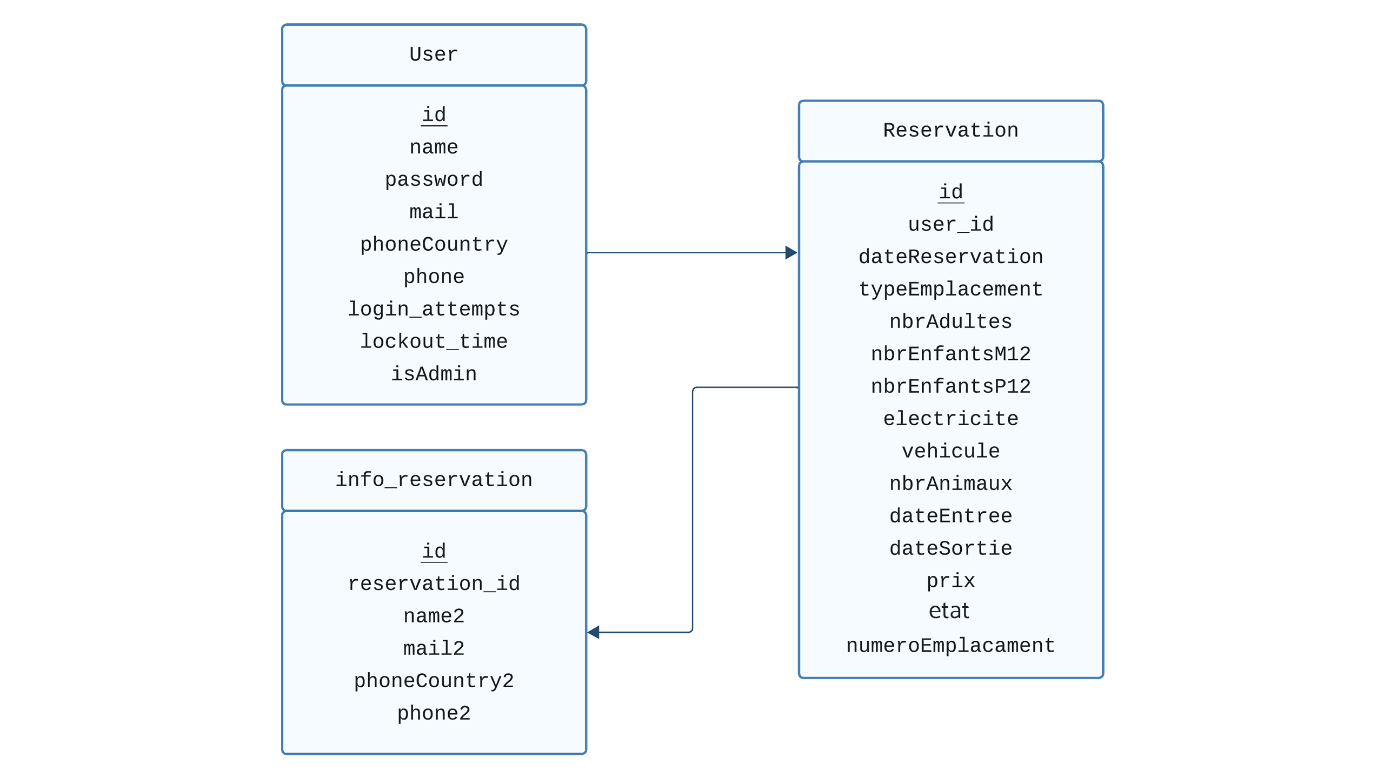 User
id
name
password
mail
phoneCountry
phone
login_attempts
lockout_time
isAdmin
Reservation
id
user_id
dateReservation
typeEmplacement
nbrAdultes
nbrEnfantsM12
nbrEnfantsP12
electricite
vehicule
nbrAnimaux
dateEntree
dateSortie
prix
etat
numeroEmplacament
info_reservation
id
reservation_id
name2
mail2
phoneCountry2
phone2